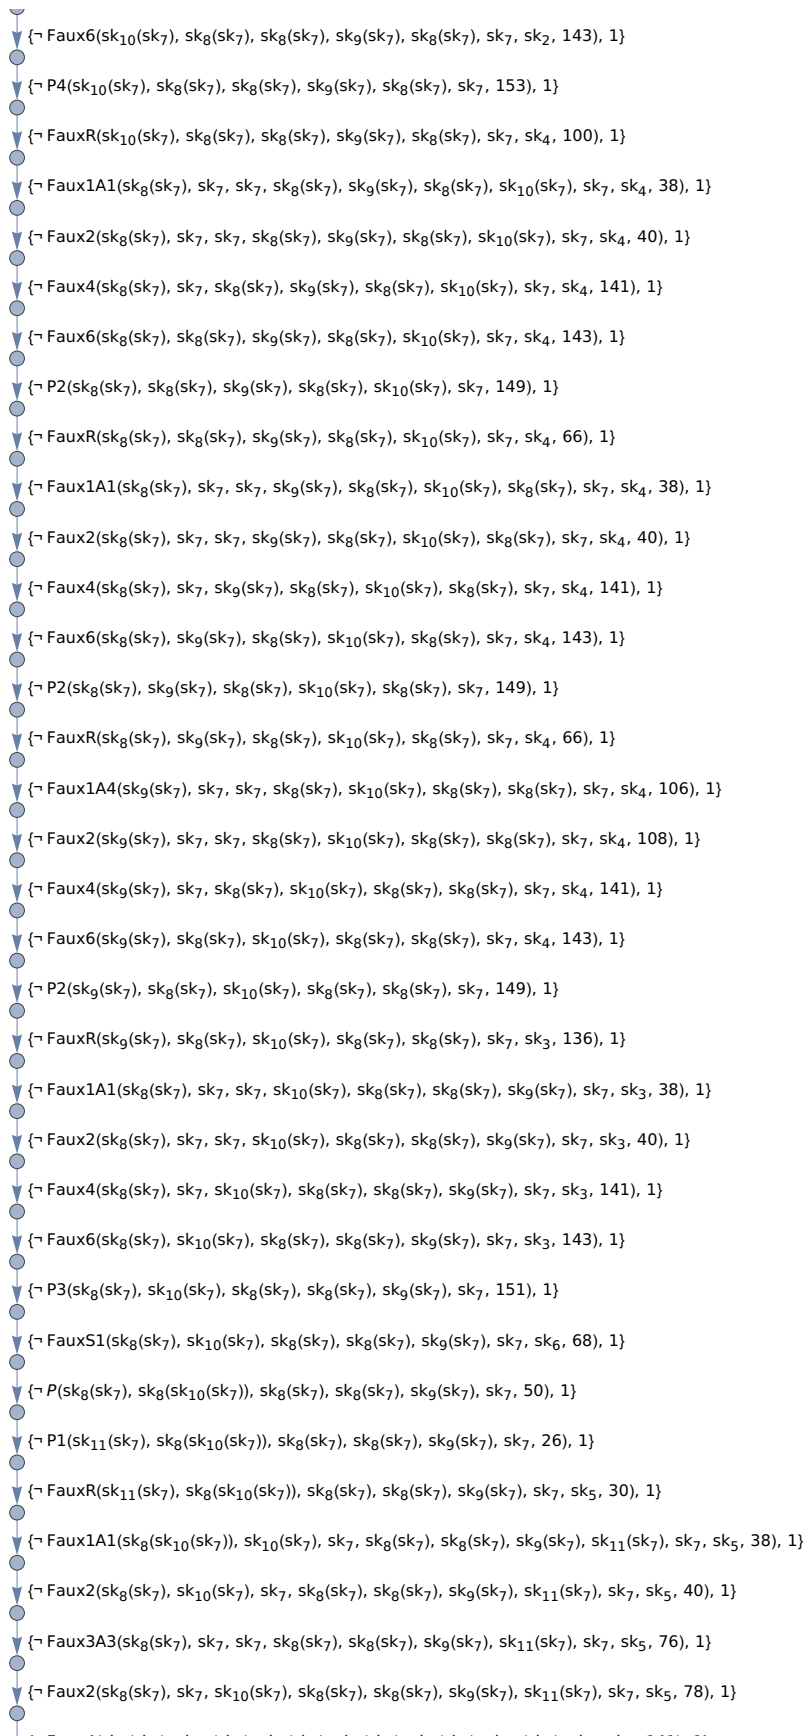 {¬ Faux6(sk₁₀(sk₇), sk₈(sk₇), sk₈(sk₇), sk₉(sk₇), sk₈(sk₇), sk₇, sk₂, 143), 1}
{¬ P4(sk₁₀(sk₇), sk₈(sk₇), sk₈(sk₇), sk₉(sk₇), sk₈(sk₇), sk₇, 153), 1}
{¬ FauxR(sk₁₀(sk₇), sk₈(sk₇), sk₈(sk₇), sk₉(sk₇), sk₈(sk₇), sk₇, sk₄, 100), 1}
{¬ Faux1A1(sk₈(sk₇), sk₇, sk₇, sk₈(sk₇), sk₉(sk₇), sk₈(sk₇), sk₁₀(sk₇), sk₇, sk₄, 38), 1}
{¬ Faux2(sk₈(sk₇), sk₇, sk₇, sk₈(sk₇), sk₉(sk₇), sk₈(sk₇), sk₁₀(sk₇), sk₇, sk₄, 40), 1}
{¬ Faux4(sk₈(sk₇), sk₇, sk₈(sk₇), sk₉(sk₇), sk₈(sk₇), sk₁₀(sk₇), sk₇, sk₄, 141), 1}
{¬ Faux6(sk₈(sk₇), sk₈(sk₇), sk₉(sk₇), sk₈(sk₇), sk₁₀(sk₇), sk₇, sk₄, 143), 1}
{¬ P2(sk₈(sk₇), sk₈(sk₇), sk₉(sk₇), sk₈(sk₇), sk₁₀(sk₇), sk₇, 149), 1}
{¬ FauxR(sk₈(sk₇), sk₈(sk₇), sk₉(sk₇), sk₈(sk₇), sk₁₀(sk₇), sk₇, sk₄, 66), 1}
{¬ Faux1A1(sk₈(sk₇), sk₇, sk₇, sk₉(sk₇), sk₈(sk₇), sk₁₀(sk₇), sk₈(sk₇), sk₇, sk₄, 38), 1}
{¬ Faux2(sk₈(sk₇), sk₇, sk₇, sk₉(sk₇), sk₈(sk₇), sk₁₀(sk₇), sk₈(sk₇), sk₇, sk₄, 40), 1}
{¬ Faux4(sk₈(sk₇), sk₇, sk₉(sk₇), sk₈(sk₇), sk₁₀(sk₇), sk₈(sk₇), sk₇, sk₄, 141), 1}
{¬ Faux6(sk₈(sk₇), sk₉(sk₇), sk₈(sk₇), sk₁₀(sk₇), sk₈(sk₇), sk₇, sk₄, 143), 1}
{¬ P2(sk₈(sk₇), sk₉(sk₇), sk₈(sk₇), sk₁₀(sk₇), sk₈(sk₇), sk₇, 149), 1}
{¬ FauxR(sk₈(sk₇), sk₉(sk₇), sk₈(sk₇), sk₁₀(sk₇), sk₈(sk₇), sk₇, sk₄, 66), 1}
{¬ Faux1A4(sk₉(sk₇), sk₇, sk₇, sk₈(sk₇), sk₁₀(sk₇), sk₈(sk₇), sk₈(sk₇), sk₇, sk₄, 106), 1}
{¬ Faux2(sk₉(sk₇), sk₇, sk₇, sk₈(sk₇), sk₁₀(sk₇), sk₈(sk₇), sk₈(sk₇), sk₇, sk₄, 108), 1}
{¬ Faux4(sk₉(sk₇), sk₇, sk₈(sk₇), sk₁₀(sk₇), sk₈(sk₇), sk₈(sk₇), sk₇, sk₄, 141), 1}
{¬ Faux6(sk₉(sk₇), sk₈(sk₇), sk₁₀(sk₇), sk₈(sk₇), sk₈(sk₇), sk₇, sk₄, 143), 1}
{¬ P2(sk₉(sk₇), sk₈(sk₇), sk₁₀(sk₇), sk₈(sk₇), sk₈(sk₇), sk₇, 149), 1}
{¬ FauxR(sk₉(sk₇), sk₈(sk₇), sk₁₀(sk₇), sk₈(sk₇), sk₈(sk₇), sk₇, sk₃, 136), 1}
{¬ Faux1A1(sk₈(sk₇), sk₇, sk₇, sk₁₀(sk₇), sk₈(sk₇), sk₈(sk₇), sk₉(sk₇), sk₇, sk₃, 38), 1}
{¬ Faux2(sk₈(sk₇), sk₇, sk₇, sk₁₀(sk₇), sk₈(sk₇), sk₈(sk₇), sk₉(sk₇), sk₇, sk₃, 40), 1}
{¬ Faux4(sk₈(sk₇), sk₇, sk₁₀(sk₇), sk₈(sk₇), sk₈(sk₇), sk₉(sk₇), sk₇, sk₃, 141), 1}
{¬ Faux6(sk₈(sk₇), sk₁₀(sk₇), sk₈(sk₇), sk₈(sk₇), sk₉(sk₇), sk₇, sk₃, 143), 1}
{¬ P3(sk₈(sk₇), sk₁₀(sk₇), sk₈(sk₇), sk₈(sk₇), sk₉(sk₇), sk₇, 151), 1}
{¬ FauxS1(sk₈(sk₇), sk₁₀(sk₇), sk₈(sk₇), sk₈(sk₇), sk₉(sk₇), sk₇, sk₆, 68), 1}
{¬ P(sk₈(sk₇), sk₈(sk₁₀(sk₇)), sk₈(sk₇), sk₈(sk₇), sk₉(sk₇), sk₇, 50), 1}
{¬ P1(sk₁₁(sk₇), sk₈(sk₁₀(sk₇)), sk₈(sk₇), sk₈(sk₇), sk₉(sk₇), sk₇, 26), 1}
{¬ FauxR(sk₁₁(sk₇), sk₈(sk₁₀(sk₇)), sk₈(sk₇), sk₈(sk₇), sk₉(sk₇), sk₇, sk₅, 30), 1}
{¬ Faux1A1(sk₈(sk₁₀(sk₇)), sk₁₀(sk₇), sk₇, sk₈(sk₇), sk₈(sk₇), sk₉(sk₇), sk₁₁(sk₇), sk₇, sk₅, 38), 1}
{¬ Faux2(sk₈(sk₇), sk₁₀(sk₇), sk₇, sk₈(sk₇), sk₈(sk₇), sk₉(sk₇), sk₁₁(sk₇), sk₇, sk₅, 40), 1}
{¬ Faux3A3(sk₈(sk₇), sk₇, sk₇, sk₈(sk₇), sk₈(sk₇), sk₉(sk₇), sk₁₁(sk₇), sk₇, sk₅, 76), 1}
{¬ Faux2(sk₈(sk₇), sk₇, sk₁₀(sk₇), sk₈(sk₇), sk₈(sk₇), sk₉(sk₇), sk₁₁(sk₇), sk₇, sk₅, 78), 1}